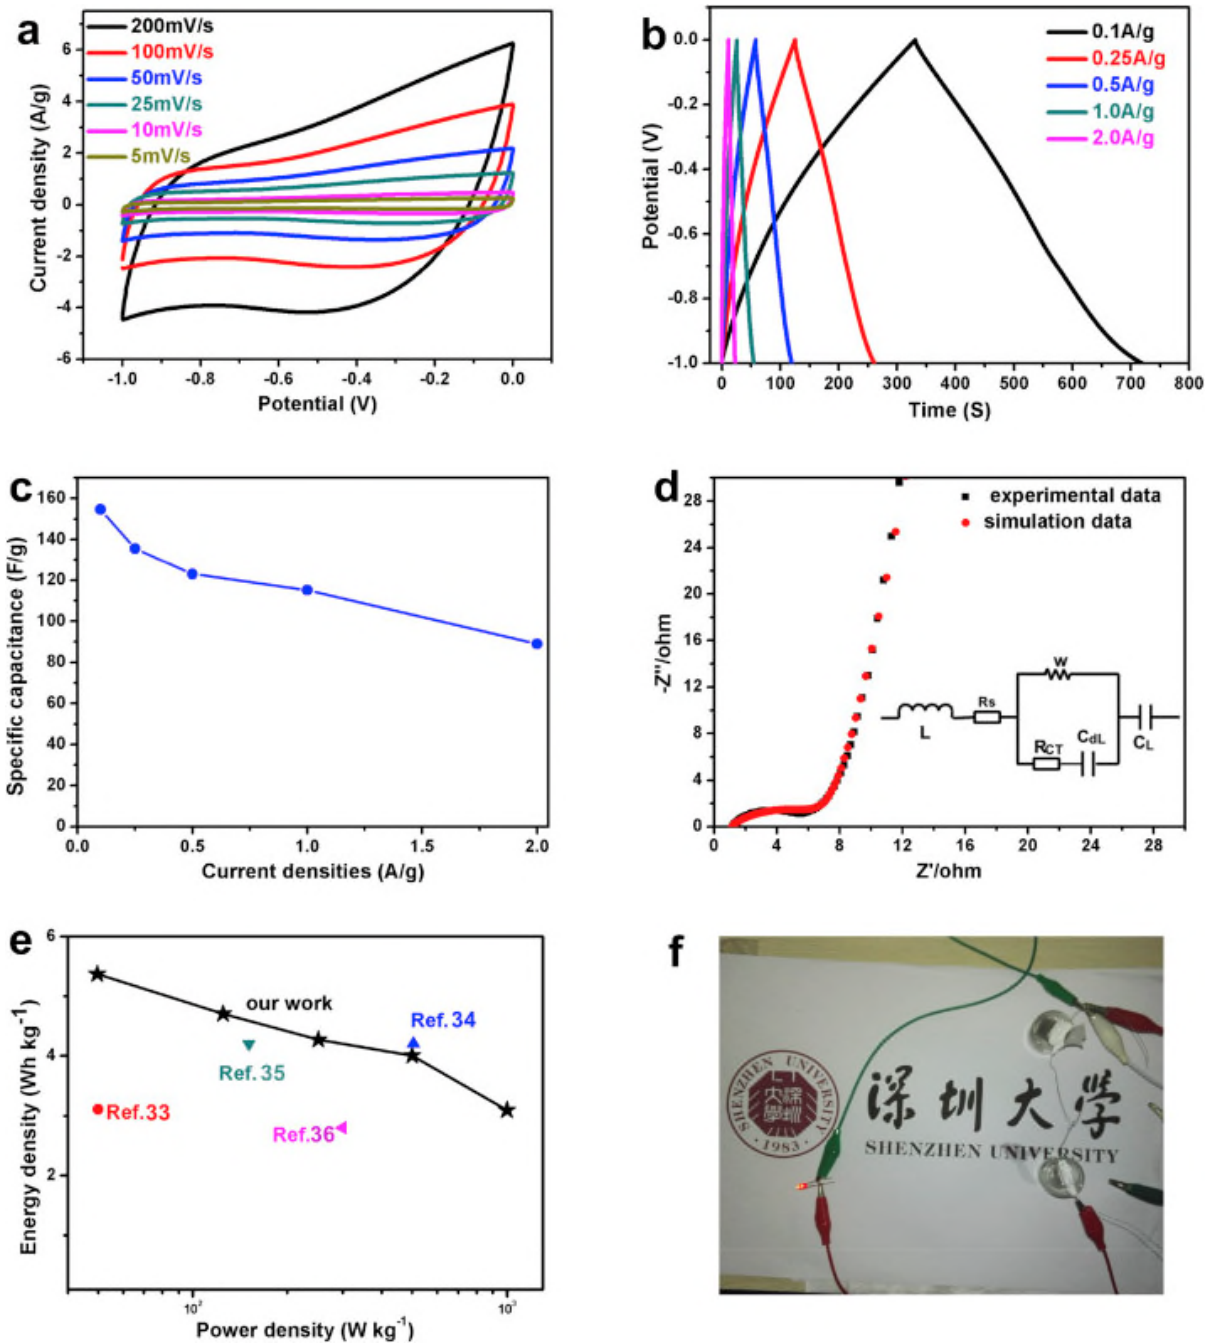 a
200mV/s
100mV/s
50mV/s
25mV/s
10mV/s
5mV/s
Current density (A/g)
6
4
2
0
-2
-4
-6
-1.0 -0.8 -0.6 -0.4 -0.2 0.0
Potential (V)
b
0.1A/g
0.25A/g
0.5A/g
1.0A/g
2.0A/g
Potential (V)
0.0
-0.2
-0.4
-0.6
-0.8
-1.0
0 100 200 300 400 500 600 700 800
Time (S)
c
Specific capacitance (F/g)
160
140
120
100
80
60
40
20
0
0.0 0.5 1.0 1.5 2.0
Current densities (A/g)
d
experimental data
simulation data
-Z''/ohm
28
24
20
16
12
8
4
0
W
Rs
L
RCT
CdL
CL
0 4 8 12 16 20 24 28
Z'/ohm
e
Energy density (Wh kg-1)
6
4
2
our work
Ref. 34
Ref. 35
Ref.33
Ref.36
10² 10³
Power density (W kg-1)
f
SHENZHEN UNIVERSITY
·1983·
深圳大学
SHENZHEN UNIVERSITY